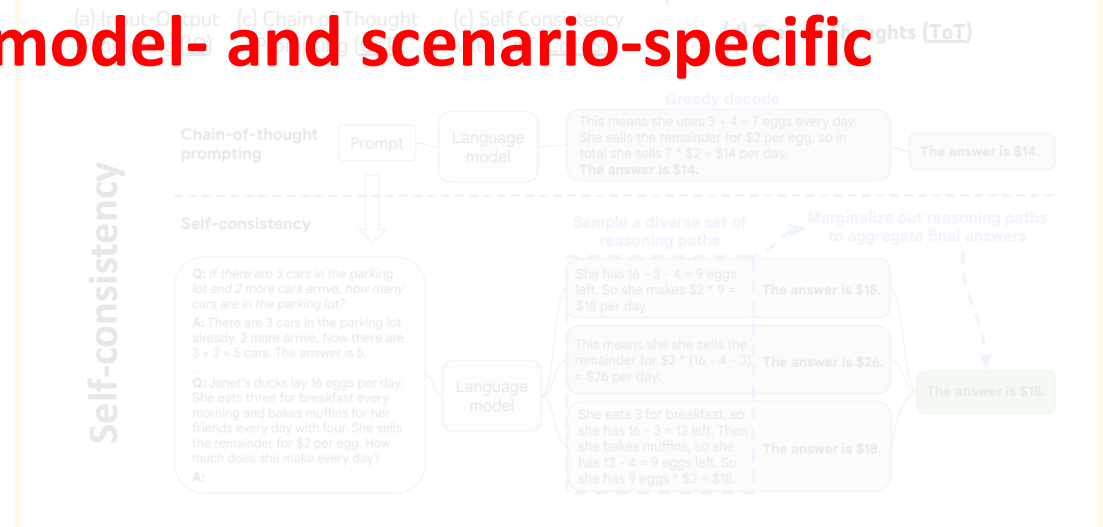 (a) Input-Output (c) Chain of Thought (c) Self Consistency
model- and scenario-specific
(ToT)
Greedy decode
Chain-of-thought
prompting
Prompt
Language
model
This means she uses 3 + 4 = 7 eggs every day.
She sells the remainder for $2 per egg, so in
total she sells 7 * $2 = $14 per day.
The answer is $14.
The answer is $14.
Self-consistency
Self-consistency
Sample a diverse set of
reasoning paths
Marginalize out reasoning paths
to aggregate final answers
Q: If there are 3 cars in the parking
lot and 2 more cars arrive, how many
cars are in the parking lot?
A: There are 3 cars in the parking lot
already. 2 more arrive. Now there are
3 + 2 = 5 cars. The answer is 5.
...
Q: Janet's ducks lay 16 eggs per day.
She eats three for breakfast every
morning and bakes muffins for her
friends every day with four. She sells
the remainder for $2 per egg. How
much does she make every day?
A:
Language
model
She has 16 - 3 - 4 = 9 eggs
left. So she makes $2 * 9 =
$18 per day.
The answer is $18.
This means she she sells the
remainder for $2 * (16 - 4 - 3)
= $26 per day.
The answer is $26.
She eats 3 for breakfast, so
she has 16 - 3 = 13 left. Then
she bakes muffins, so she
has 13 - 4 = 9 eggs left. So
she has 9 eggs * $2 = $18.
The answer is $18.
The answer is $18.